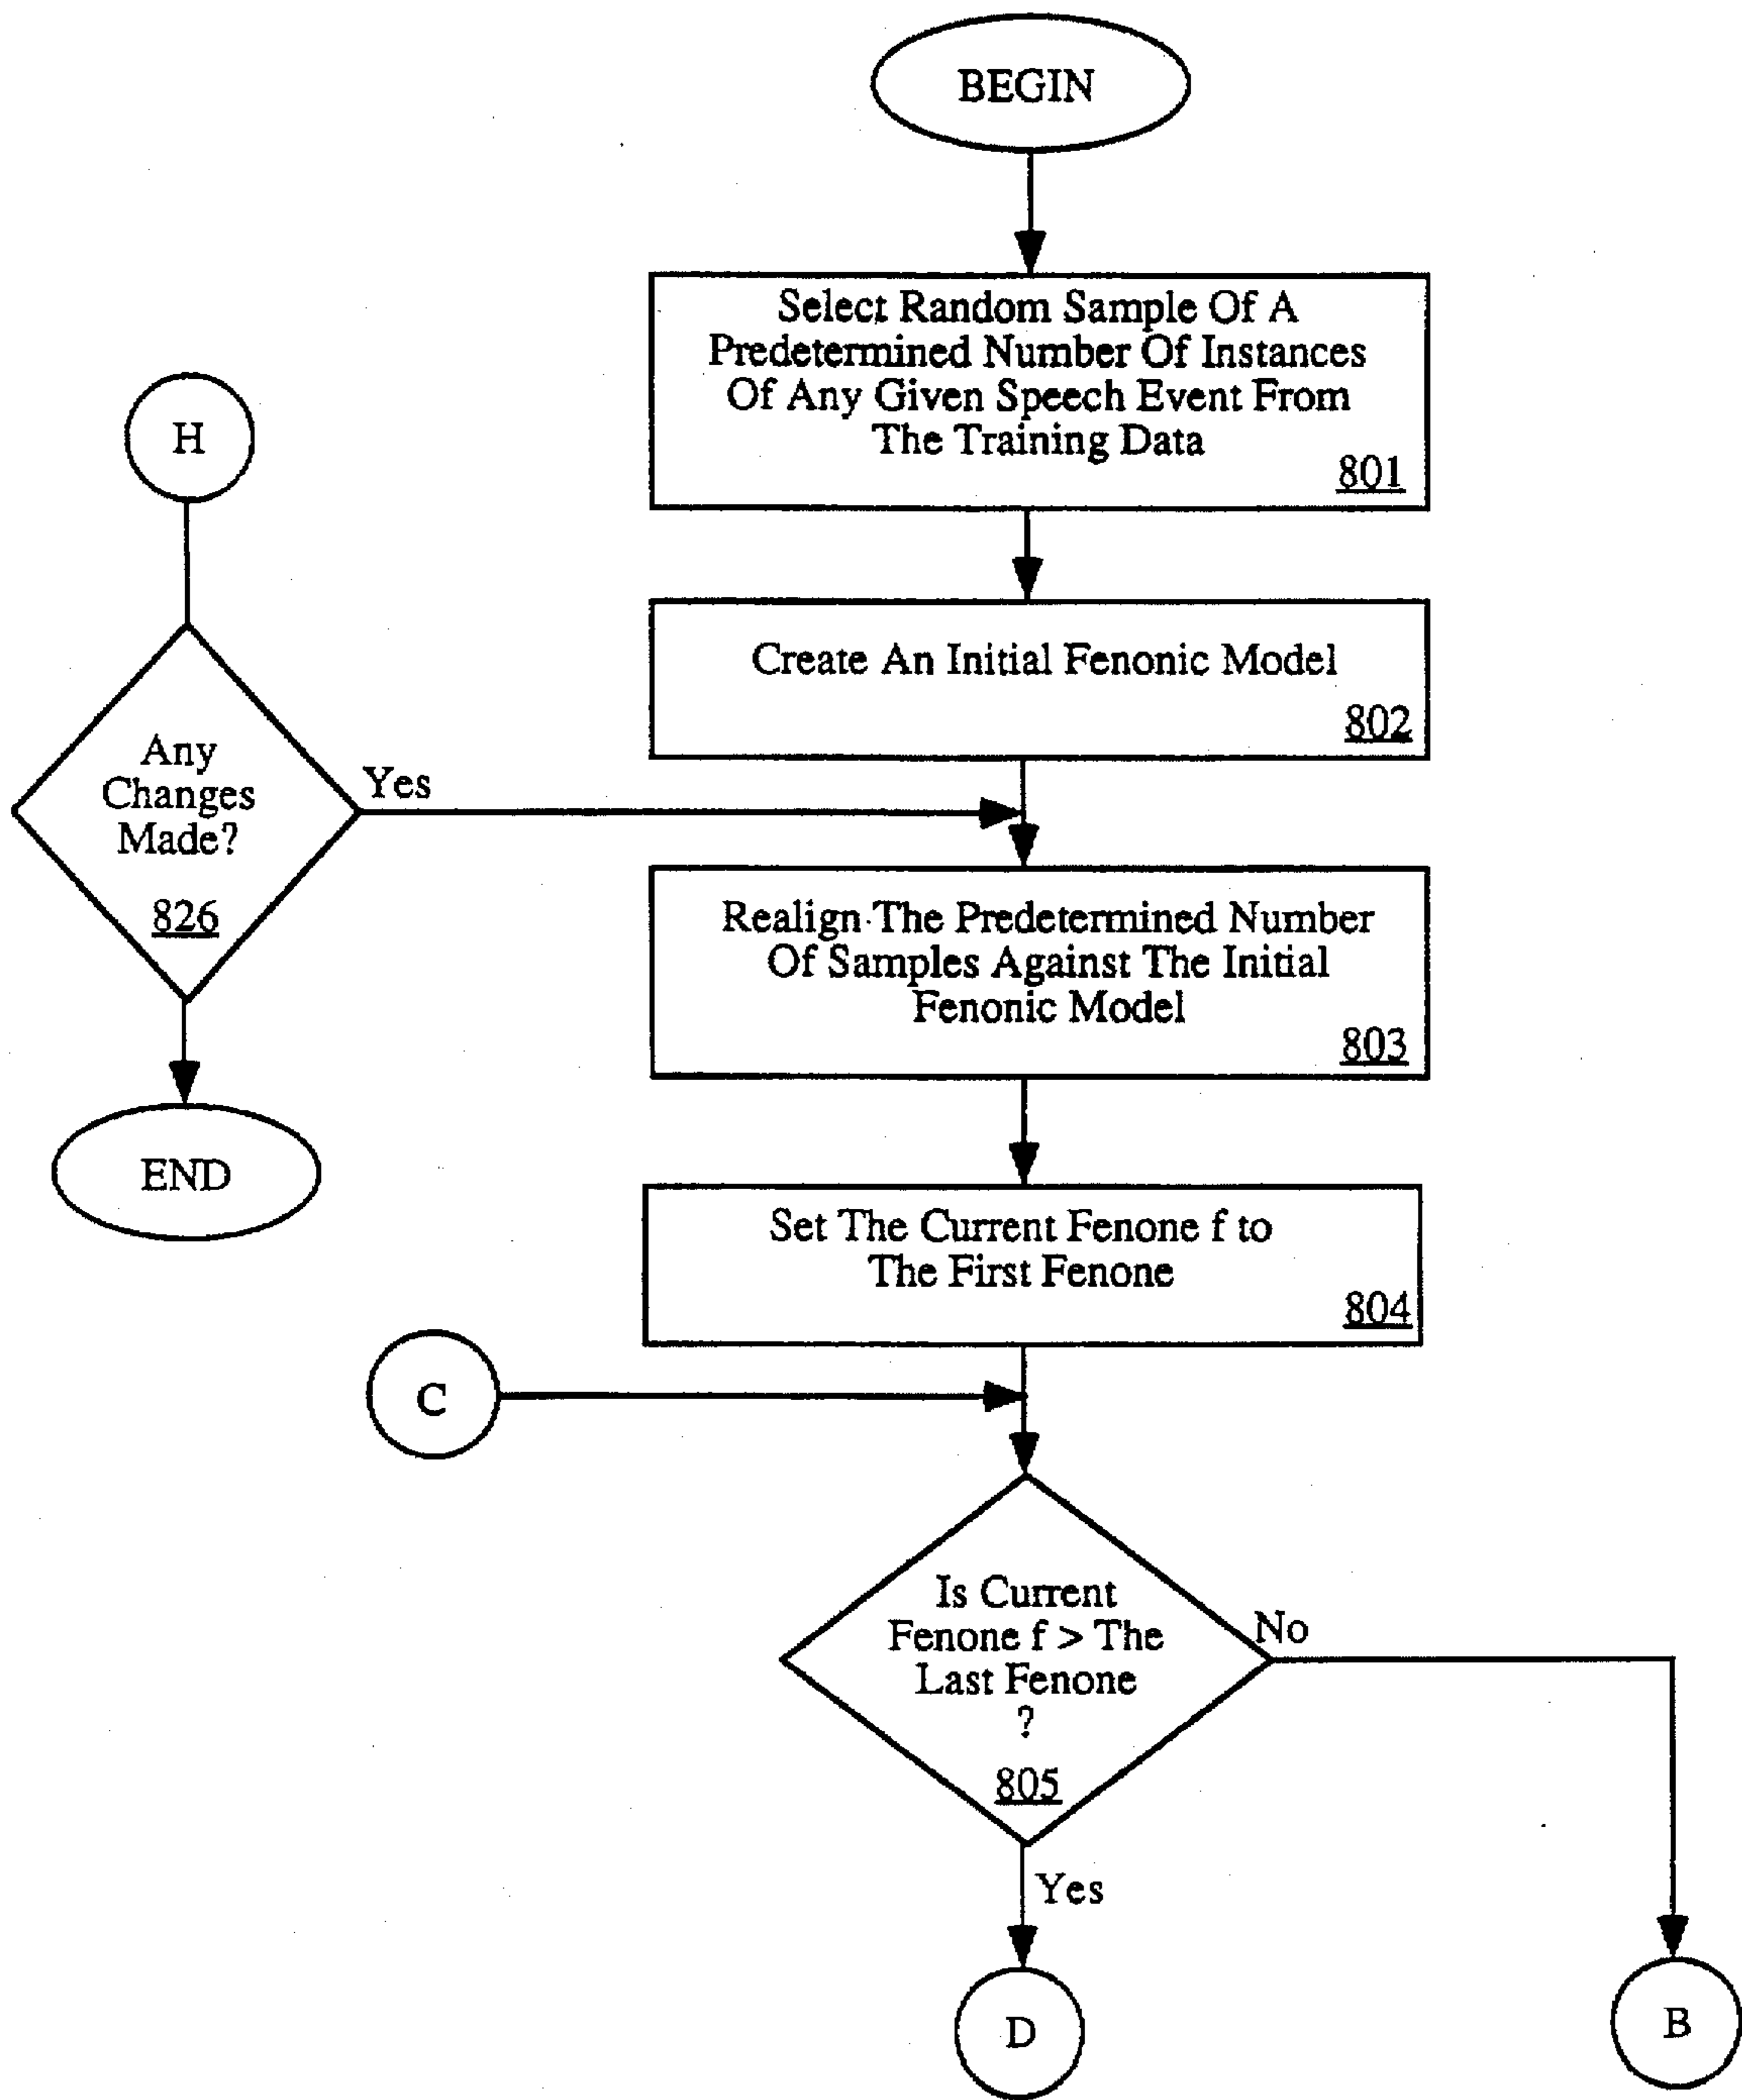 BEGIN
Select Random Sample Of A
Predetermined Number Of Instances
Of Any Given Speech Event From
The Training Data
801
H
Create An Initial Fenonic Model
802
Any
Changes
Made?
826
Yes
Realign The Predetermined Number
Of Samples Against The Initial
Fenonic Model
803
END
Set The Current Fenone f to
The First Fenone
804
C
Is Current
Fenone f > The
Last Fenone
?
805
No
Yes
D
B